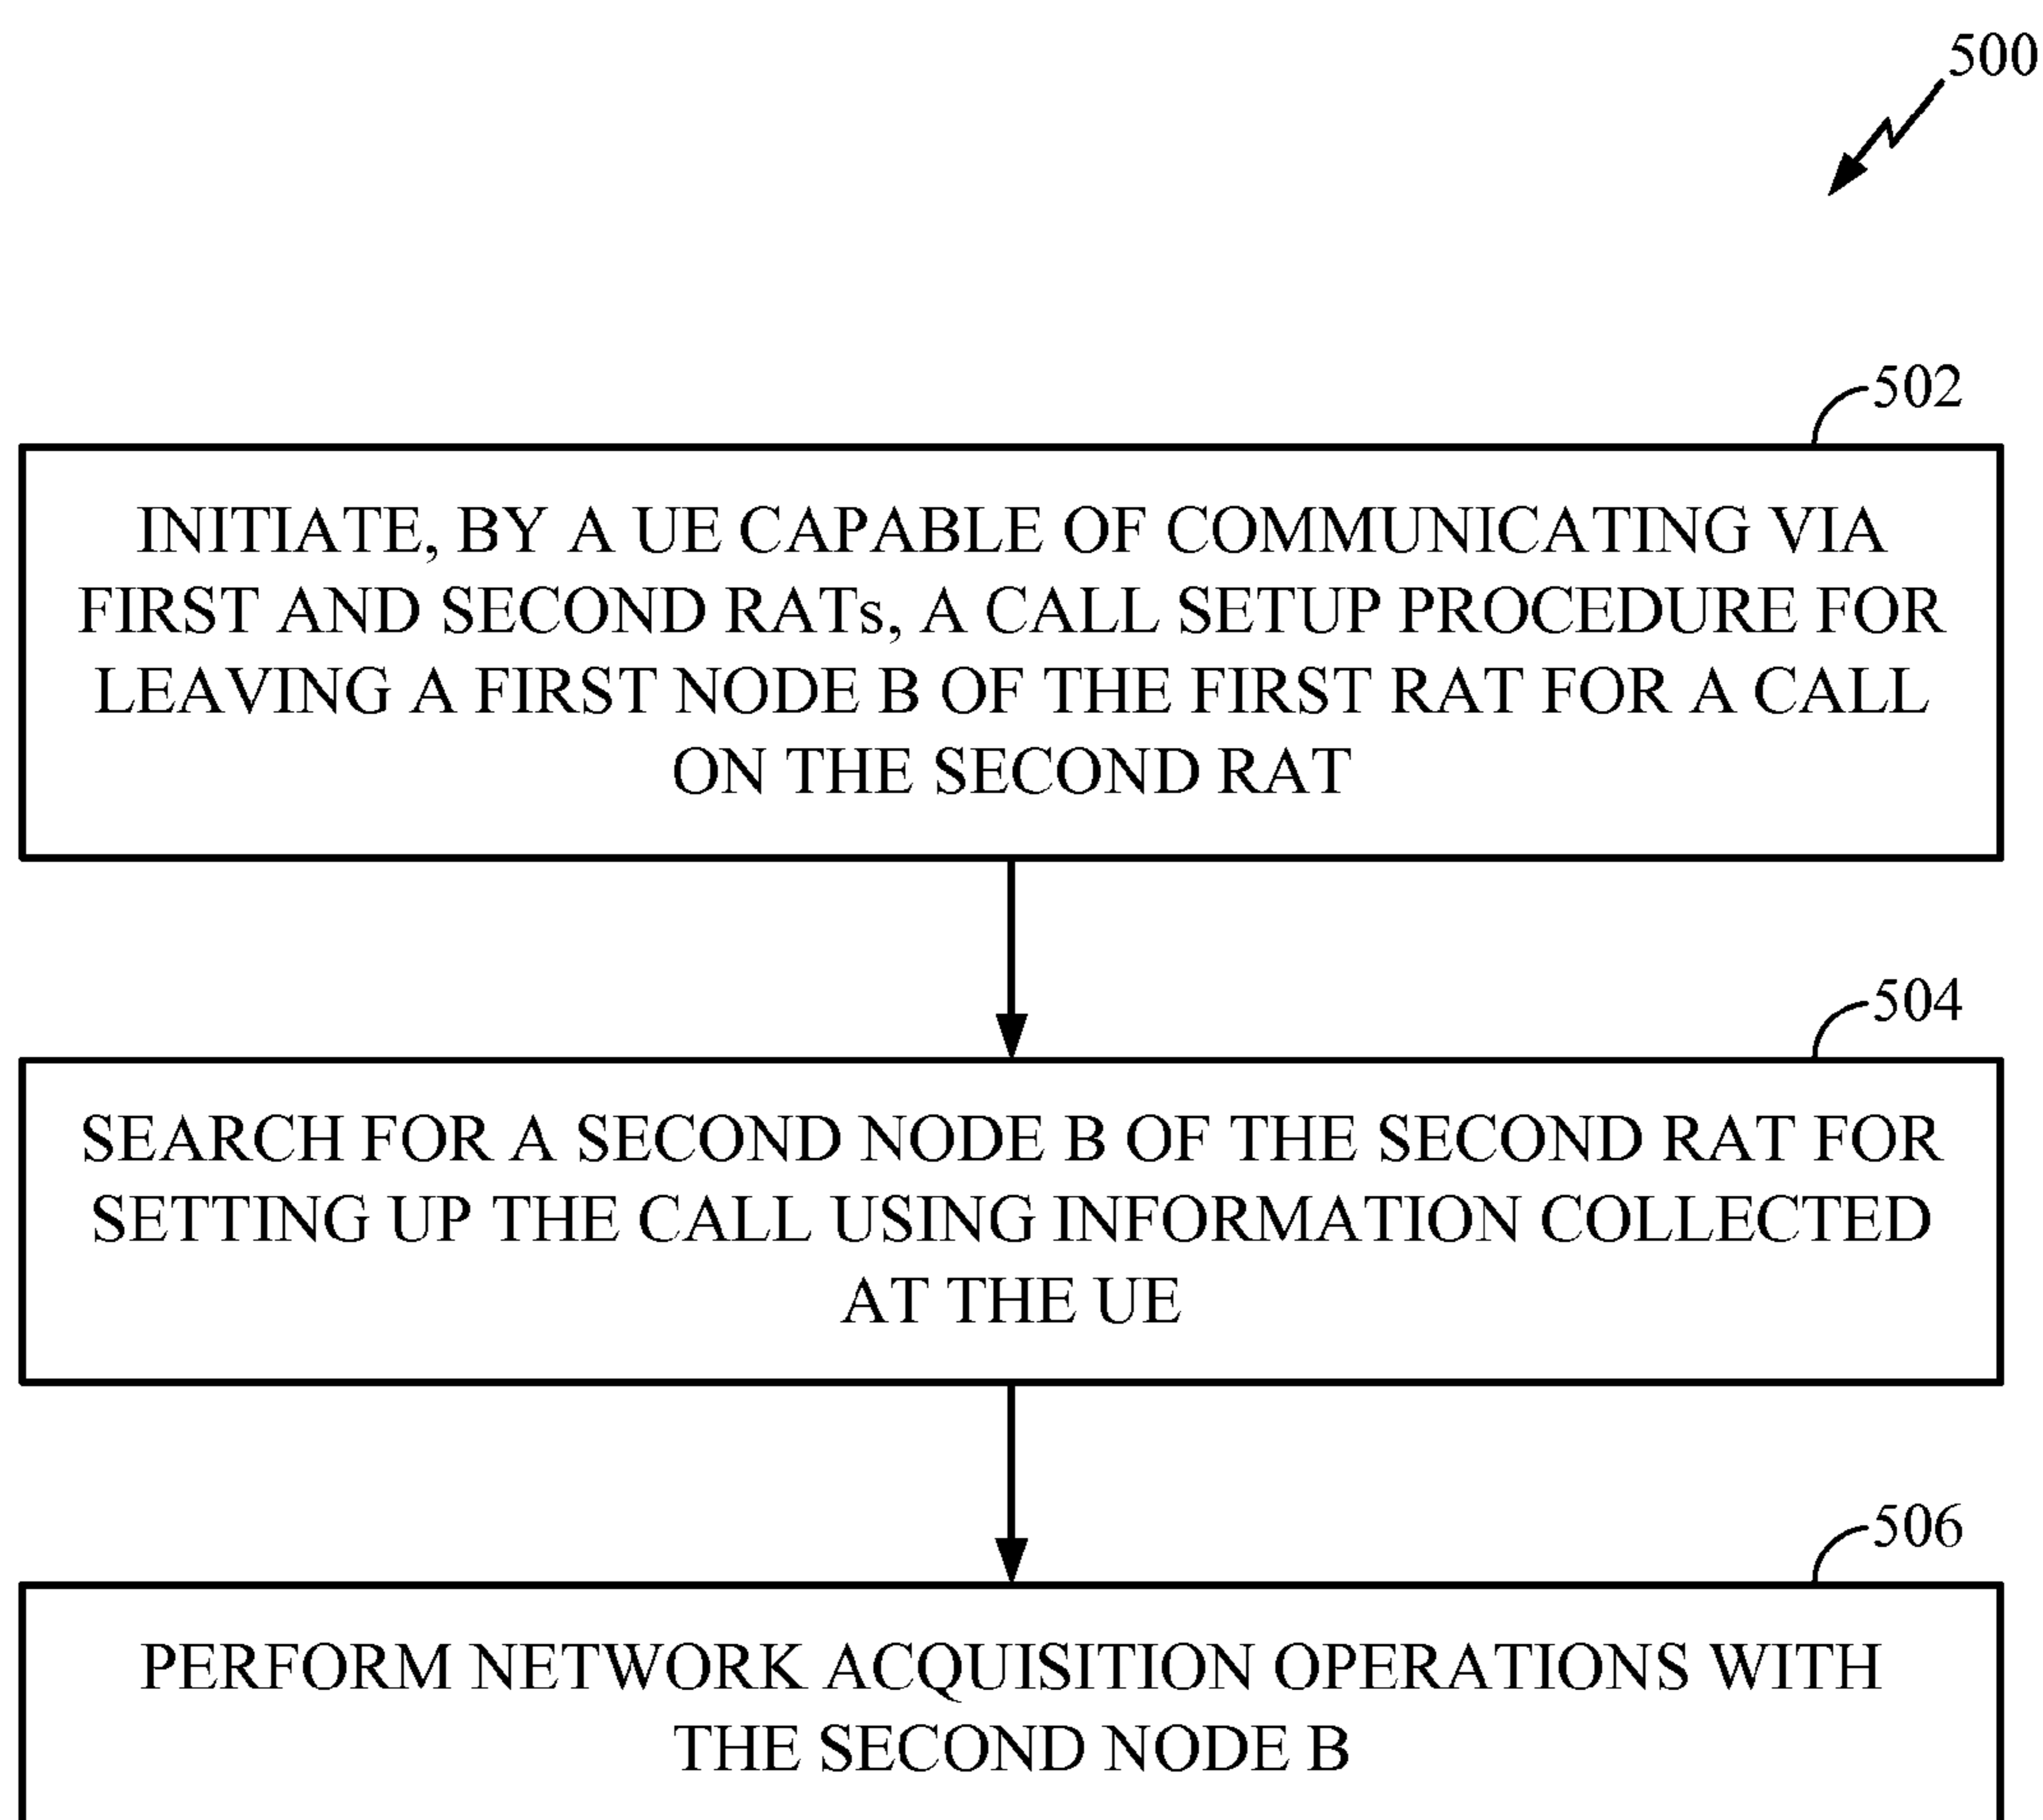 500
502
INITIATE, BY A UE CAPABLE OF COMMUNICATING VIA
FIRST AND SECOND RATs, A CALL SETUP PROCEDURE FOR
LEAVING A FIRST NODE B OF THE FIRST RAT FOR A CALL
ON THE SECOND RAT
504
SEARCH FOR A SECOND NODE B OF THE SECOND RAT FOR
SETTING UP THE CALL USING INFORMATION COLLECTED
AT THE UE
506
PERFORM NETWORK ACQUISITION OPERATIONS WITH
THE SECOND NODE B